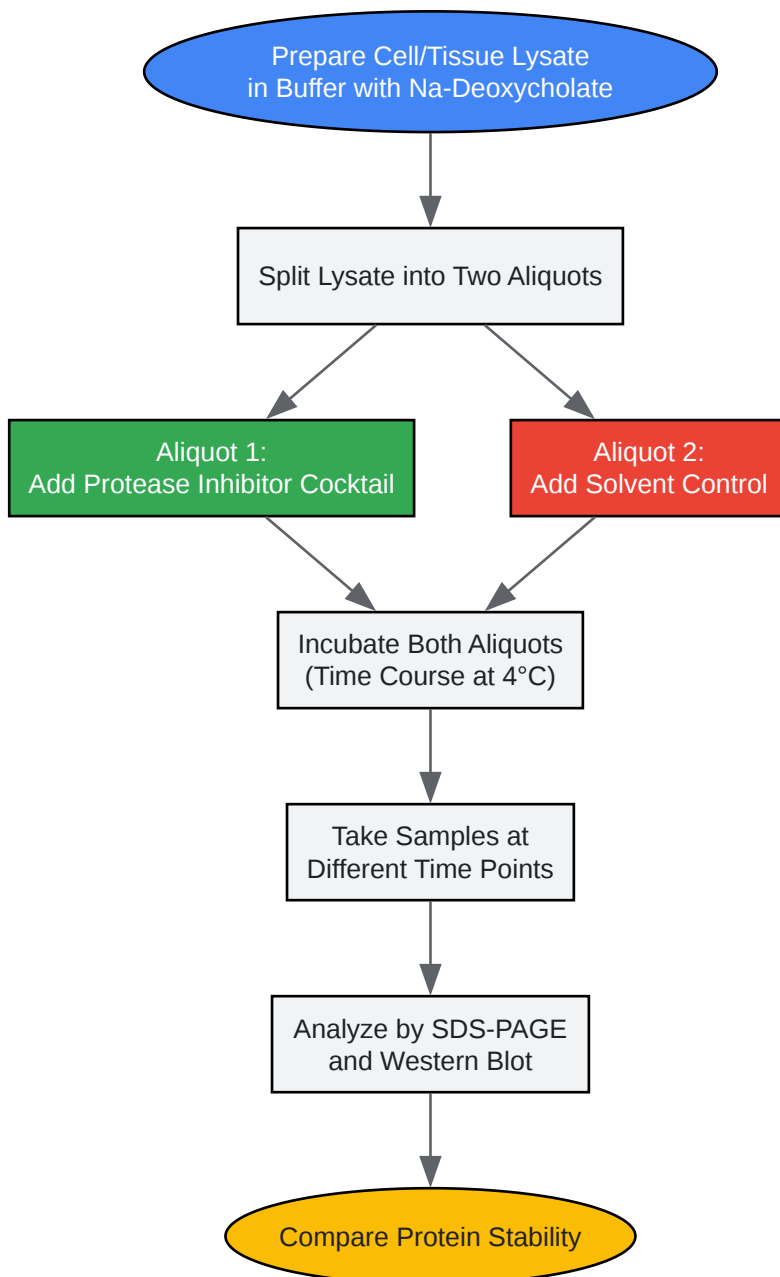 Prepare Cell/Tissue Lysate
in Buffer with Na-Deoxycholate
Split Lysate into Two Aliquots
Aliquot 1:
Add Protease Inhibitor Cocktail
Aliquot 2:
Add Solvent Control
Incubate Both Aliquots
(Time Course at 4°C)
Take Samples at
Different Time Points
Analyze by SDS-PAGE
and Western Blot
Compare Protein Stability